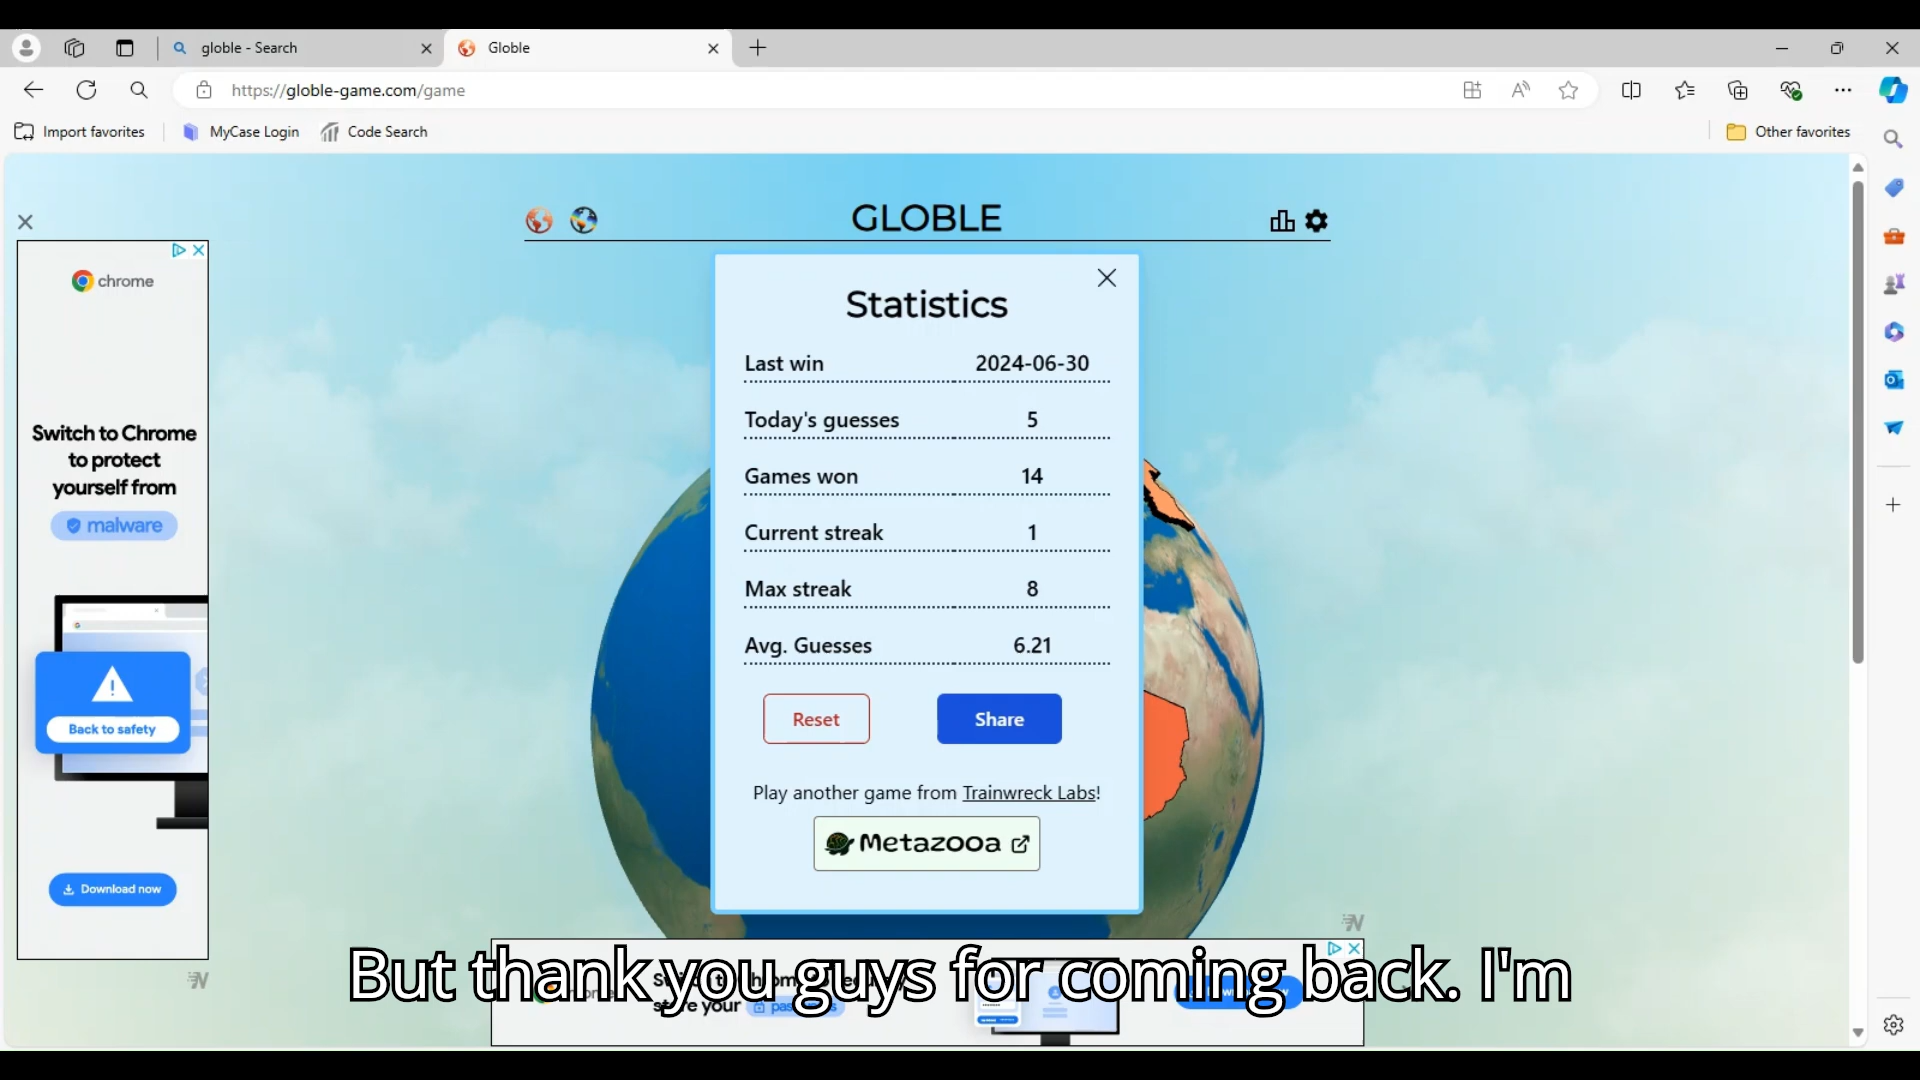 globle - Search
Globle
https://globle-game.com/game
Import favorites
MyCase Login
Code Search
Other favorites
GLOBLE
chrome
Switch to Chrome
to protect
yourself from
malware
Back to safety
Download now
Statistics
Last win 2024-06-30
Today's guesses 5
Games won 14
Current streak 1
Max streak 8
Avg. Guesses 6.21
Reset
Share
Play another game from Trainwreck Labs!
Metazooa
But thank you guys for coming back. I'm
store your